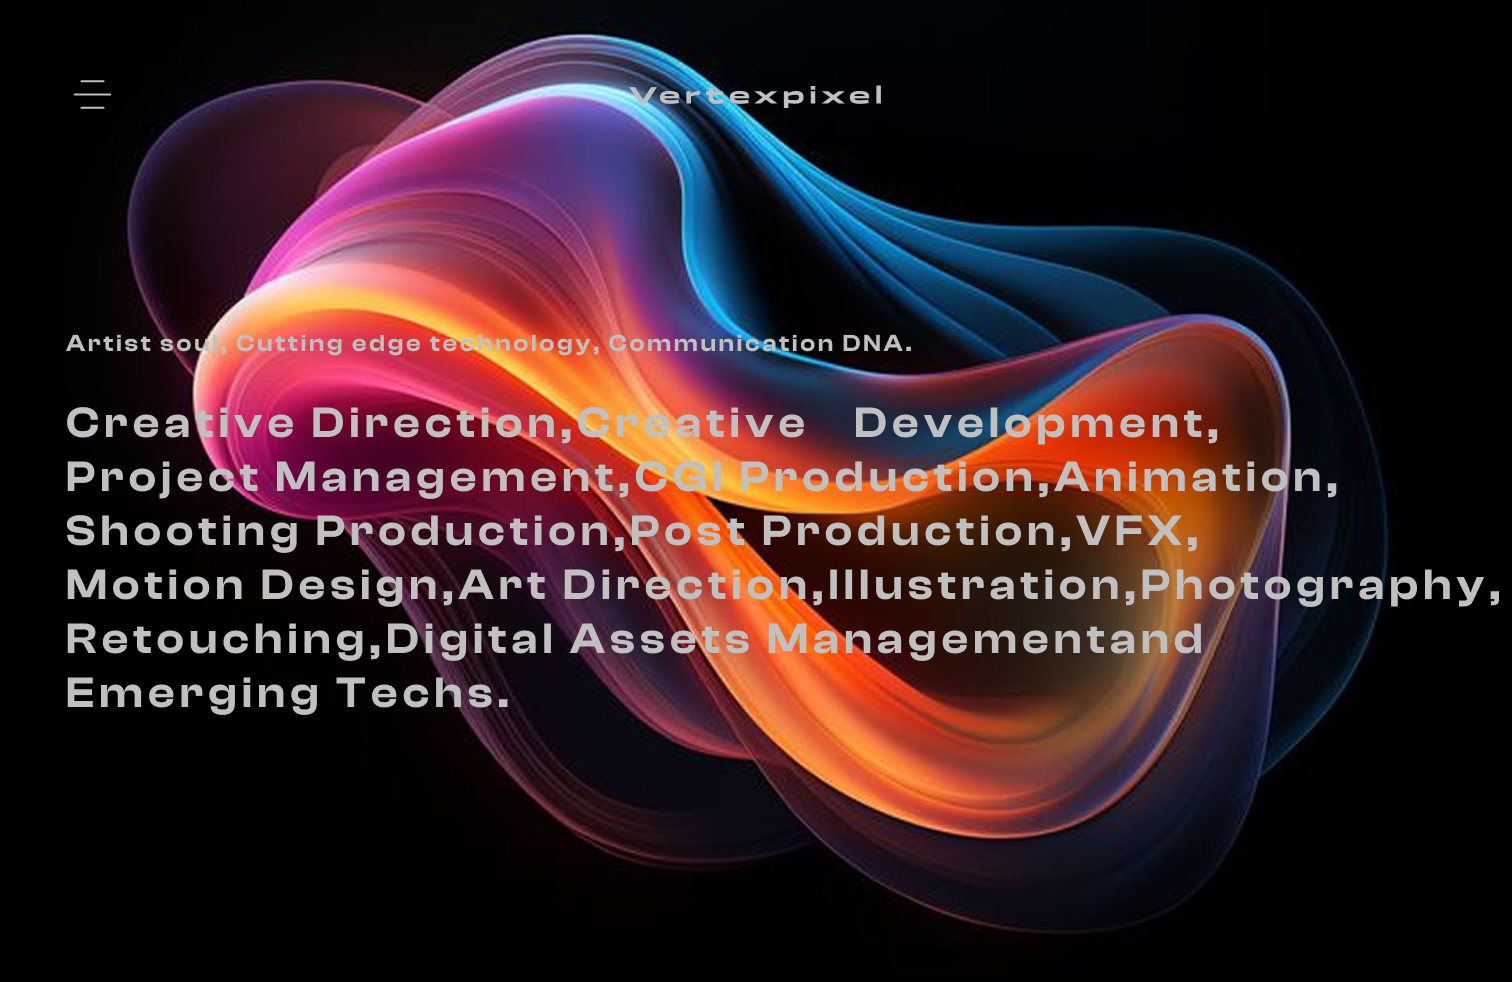 Vertexpixel
Artist soul, Cutting edge technology, Communication DNA.
Creative Direction,Creative Development,
Project Management,CGI Production,Animation,
Shooting Production,Post Production,VFX,
Motion Design,Art Direction,Illlustration,Photography,
Retouching,Digital Assets Managementand
Emerging Techs.